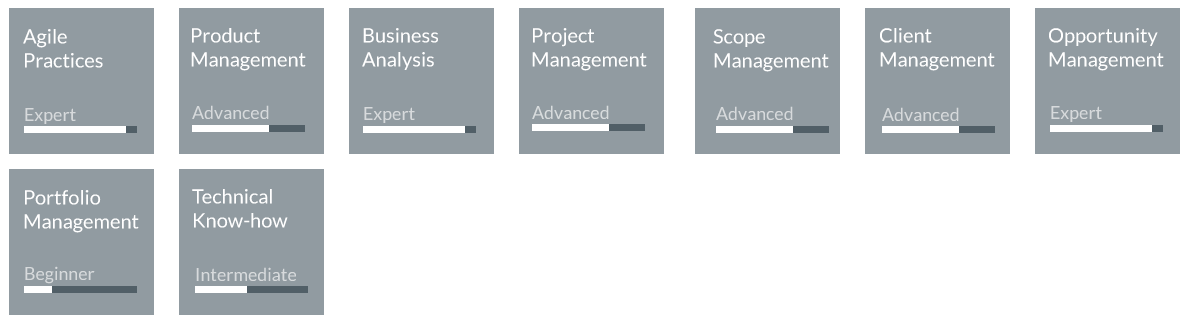 Agile
Practices
Expert
Product
Management
Advanced
Business
Analysis
Expert
Project
Management
Advanced
Scope
Management
Advanced
Client
Management
Advanced
Opportunity
Management
Expert
Portfolio
Management
Beginner
Technical
Know-how
Intermediate